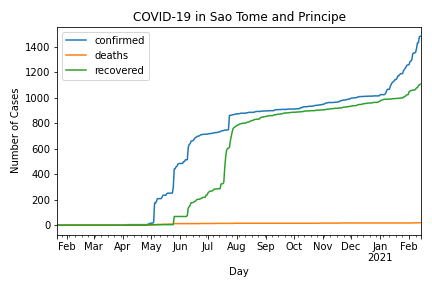 COVID-19 in Sao Tome and Principe
confirmed
deaths
recovered
Number of Cases
1400
1200
1000
800
600
400
200
0
Feb Mar Apr May Jun Jul Aug Sep Oct Nov Dec Jan Feb
2021
Day